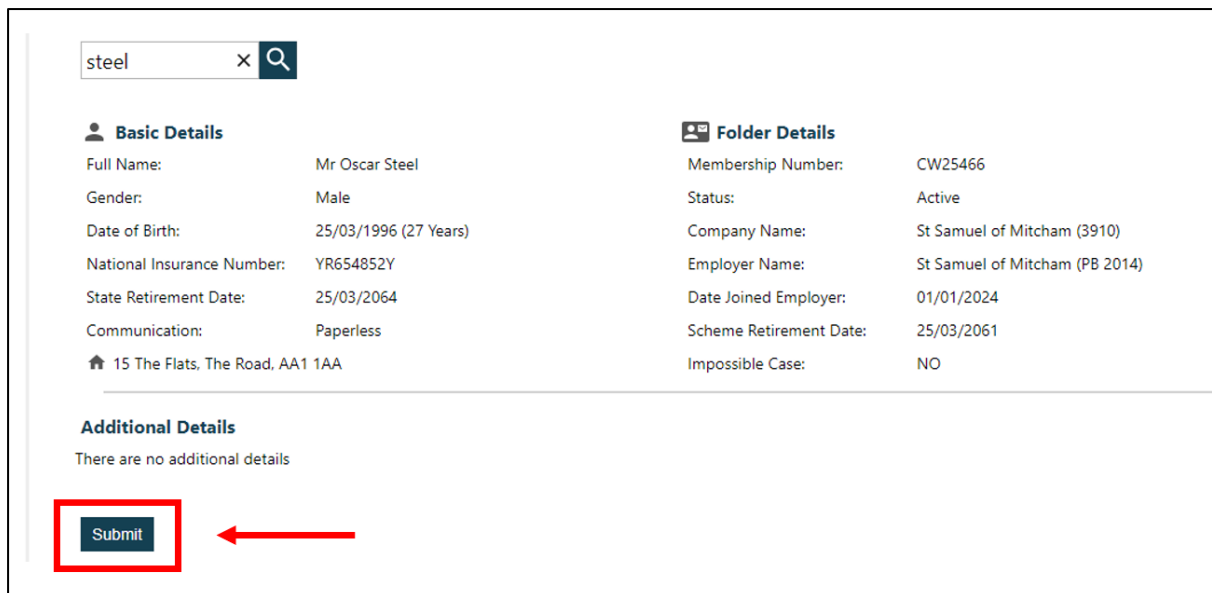 steel
Basic Details
Full Name: Mr Oscar Steel
Gender: Male
Date of Birth: 25/03/1996 (27 Years)
National Insurance Number: YR654852Y
State Retirement Date: 25/03/2064
Communication: Paperless
15 The Flats, The Road, AA1 1AA
Folder Details
Membership Number: CW25466
Status: Active
Company Name: St Samuel of Mitcham (3910)
Employer Name: St Samuel of Mitcham (PB 2014)
Date Joined Employer: 01/01/2024
Scheme Retirement Date: 25/03/2061
Impossible Case: NO
Additional Details
There are no additional details
Submit